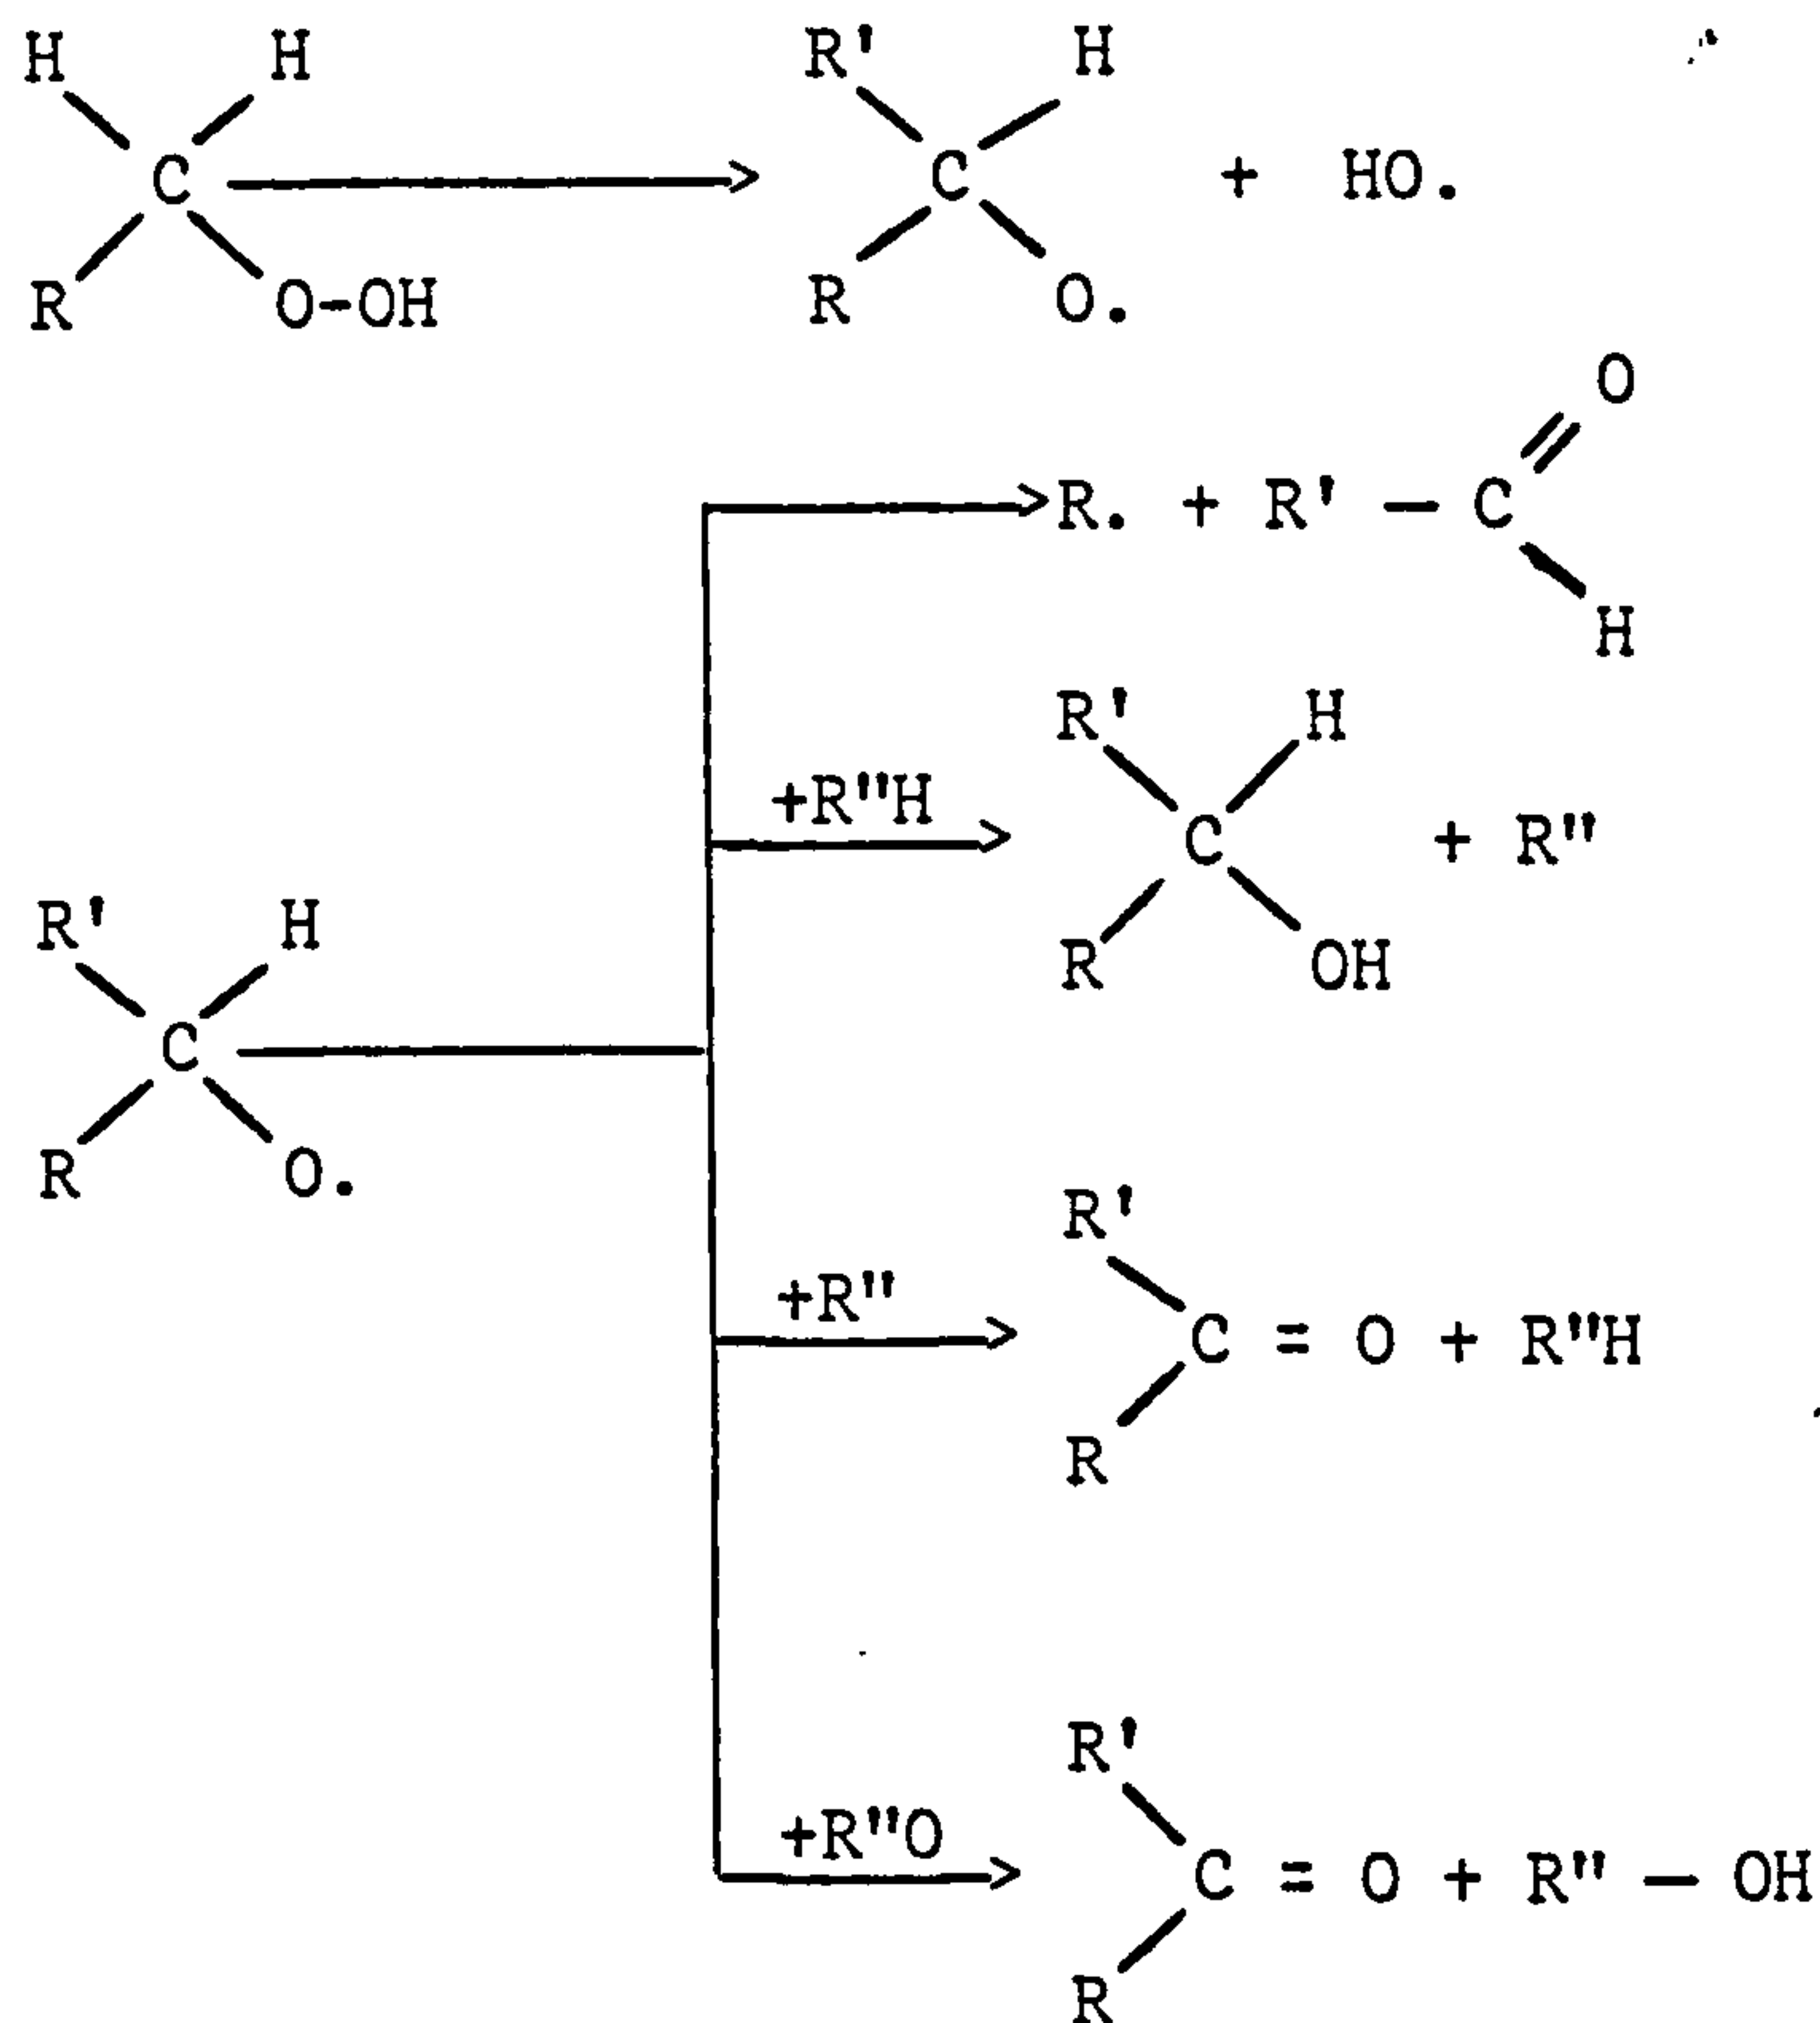 H H R' H
C C + HO.
R O-OH R O.
O
R. + R' — C
H
R' H
+R"H
C + R"
R' H
R OH
C
R O.
R'
+R"
C = O + R"H
R
R'
+R"O
C = O + R" — OH
R